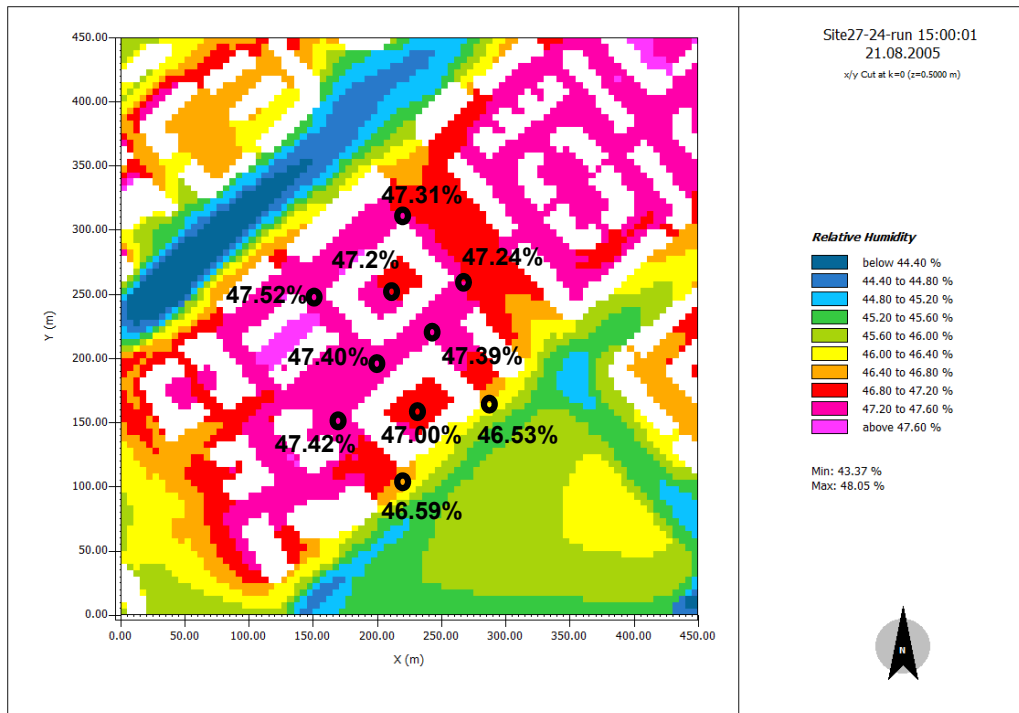 Site27-24-run 15:00:01
21.08.2005
x/y Cut at k=0 (z=0.5000 m)
450.00
400.00
350.00
300.00
250.00
200.00
150.00
100.00
50.00
0.00
Y (m)
47.31%
47.2%
47.24%
47.52%
47.40%
47.39%
47.42%
47.00%
46.53%
46.59%
0.00 50.00 100.00 150.00 200.00 250.00 300.00 350.00 400.00 450.00
X (m)
Relative Humidity
below 44.40 %
44.40 to 44.80 %
44.80 to 45.20 %
45.20 to 45.60 %
45.60 to 46.00 %
46.00 to 46.40 %
46.40 to 46.80 %
46.80 to 47.20 %
47.20 to 47.60 %
above 47.60 %
Min: 43.37 %
Max: 48.05 %
N